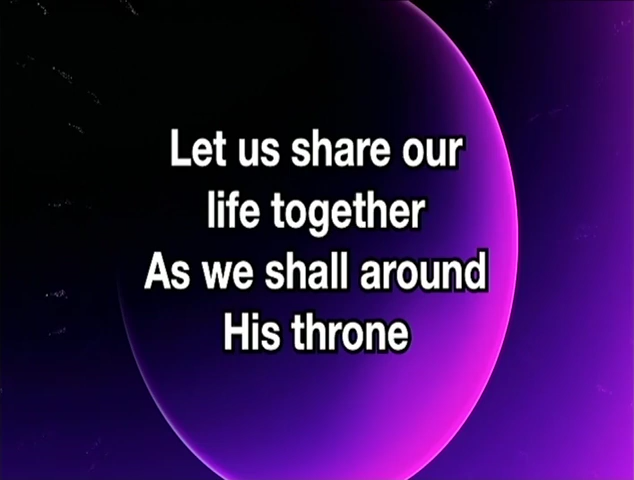 Let us share our
life together
As we shall around
His throne